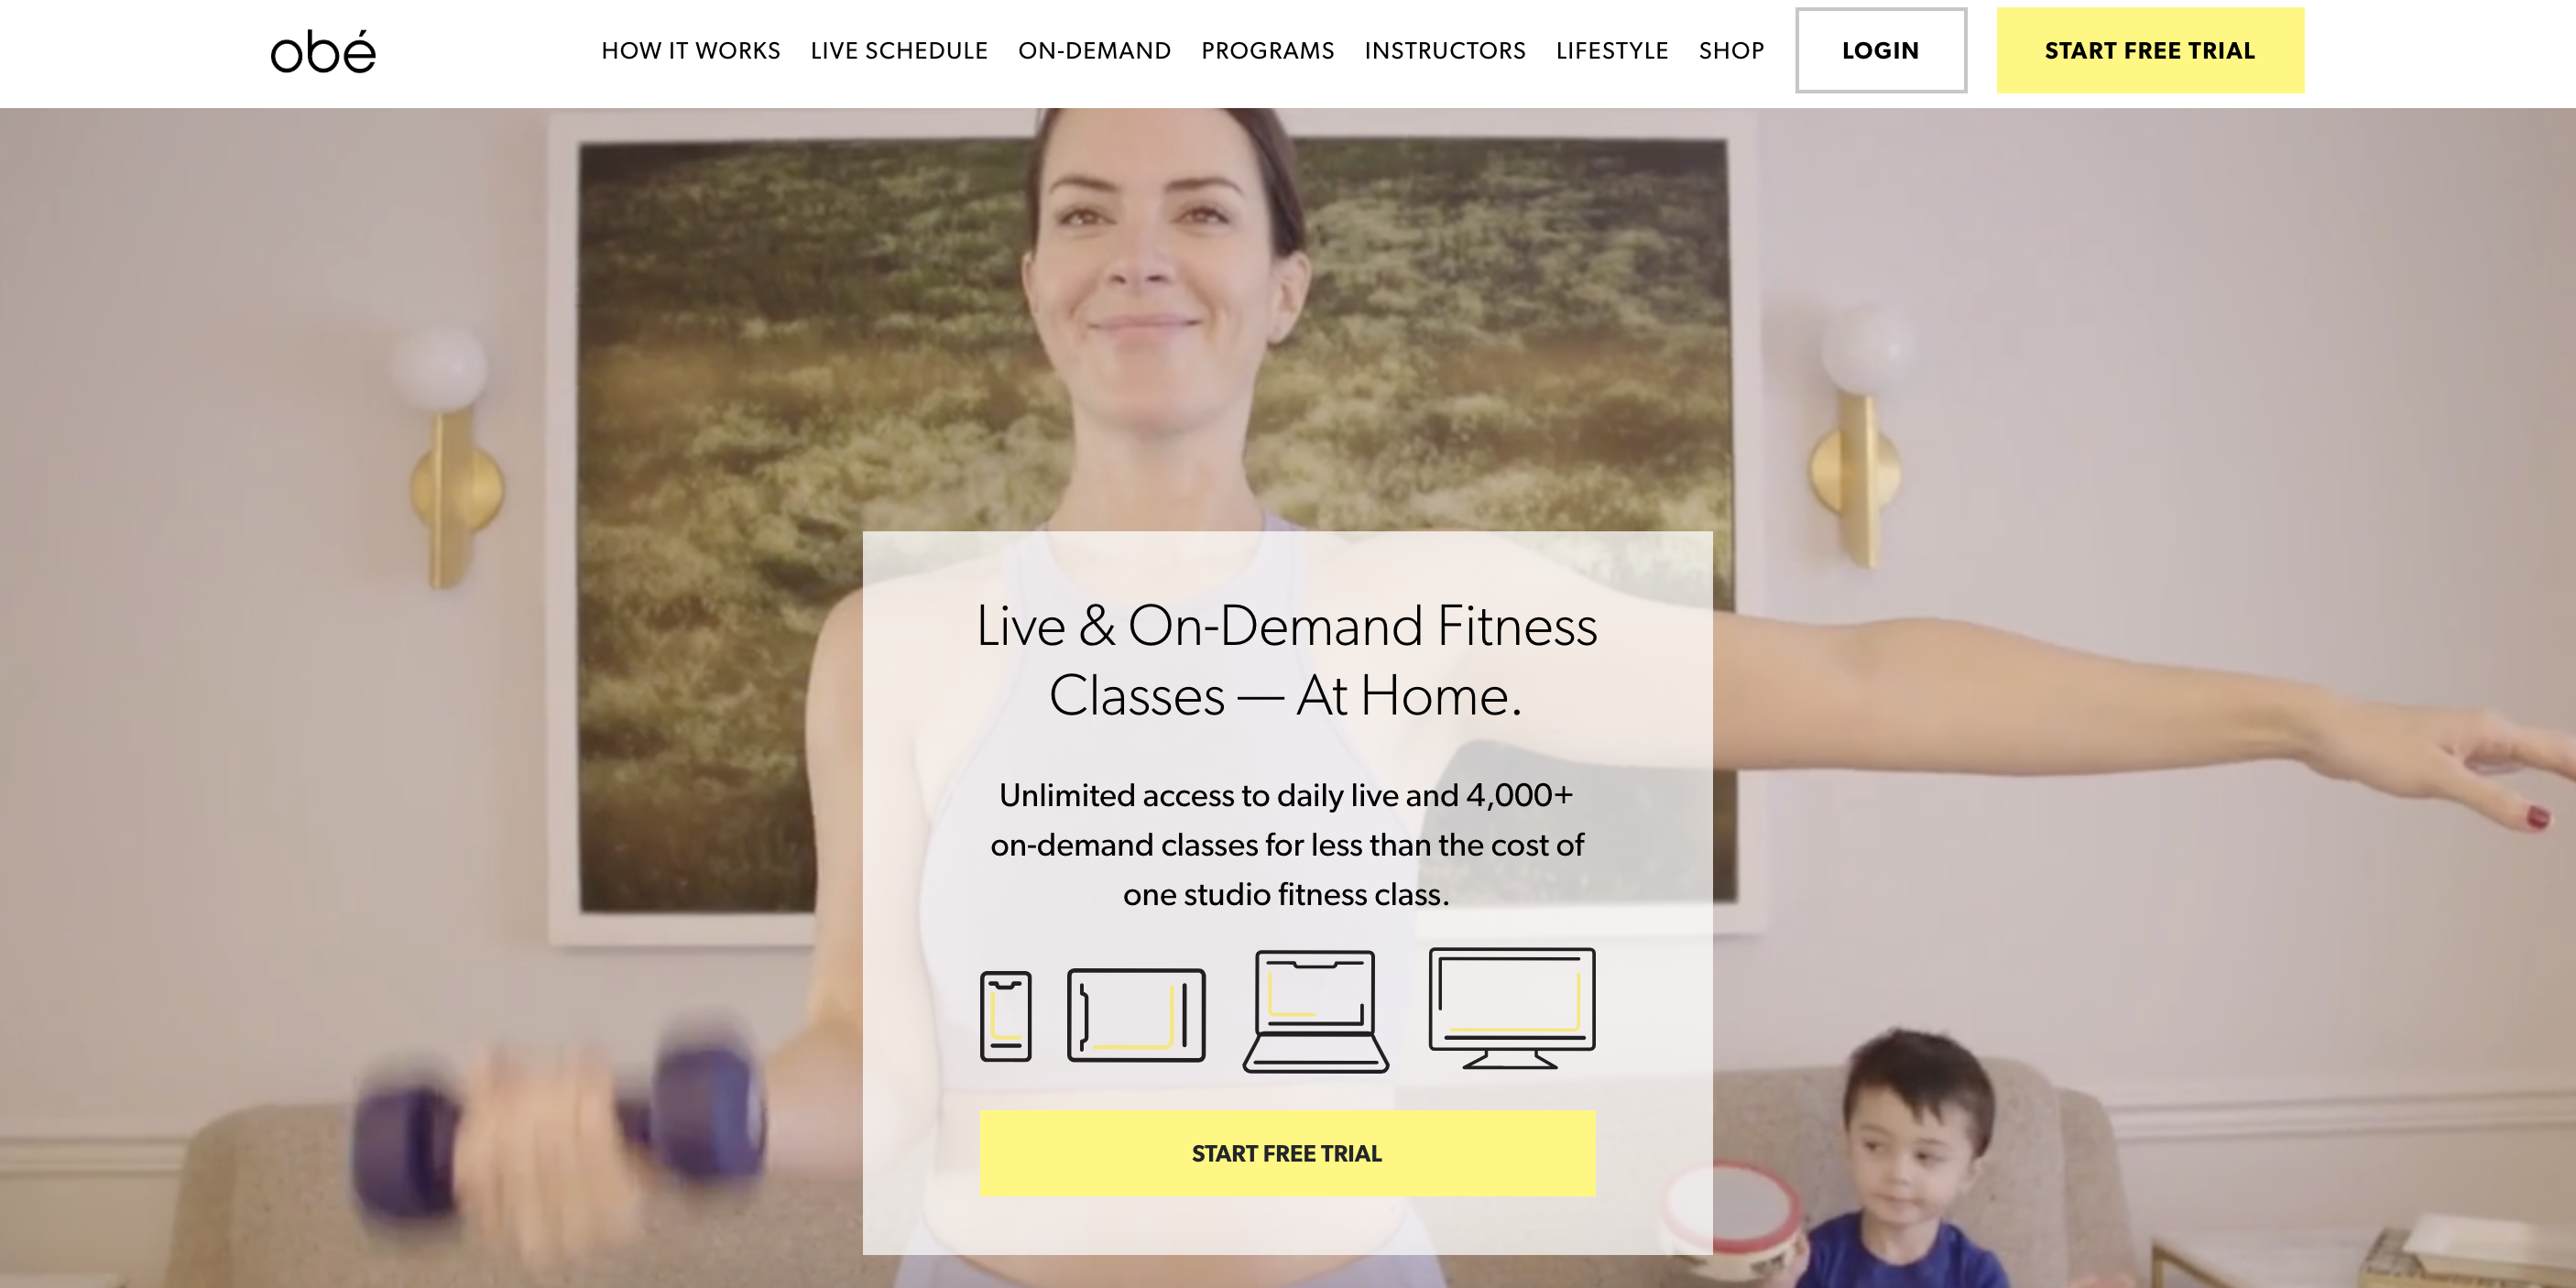 obé
HOW IT WORKS
LIVE SCHEDULE
ON-DEMAND
PROGRAMS
INSTRUCTORS
LIFESTYLE
SHOP
LOGIN
START FREE TRIAL
Live & On-Demand Fitness
Classes — At Home.
Unlimited access to daily live and 4,000+
on-demand classes for less than the cost of
one studio fitness class.
START FREE TRIAL